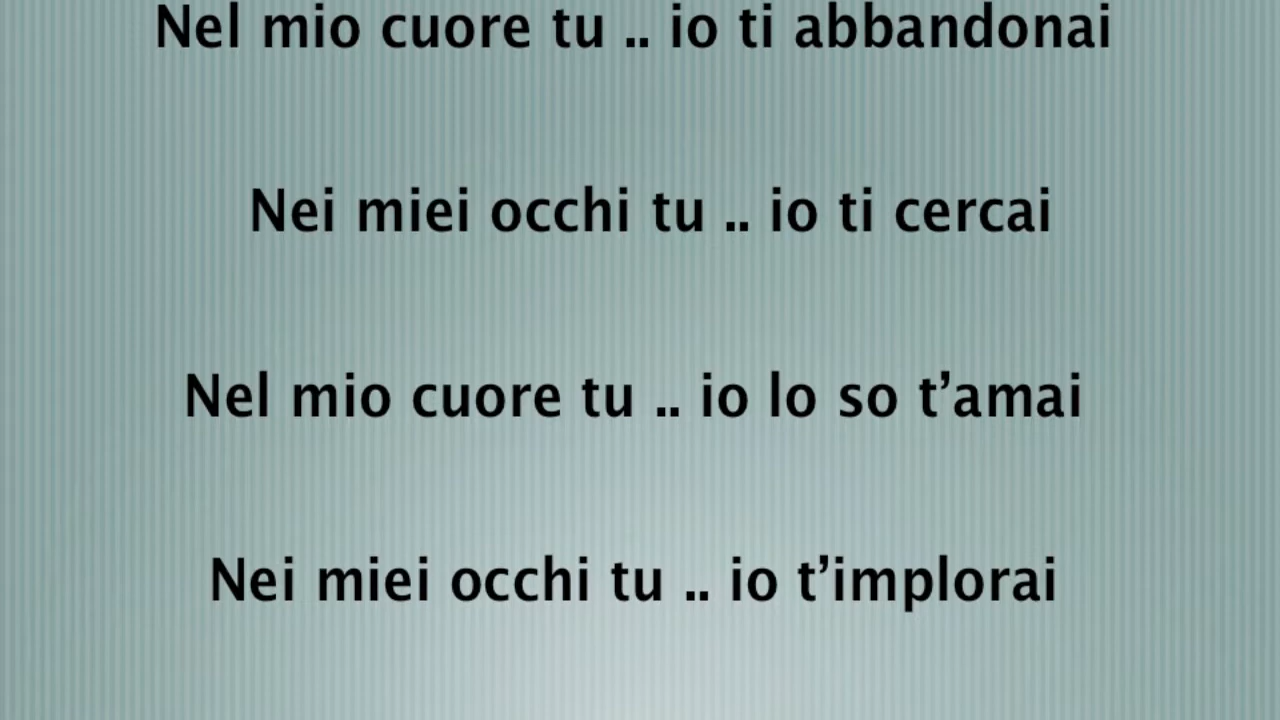 Nel mio cuore tu .. io ti abbandonai
Nei miei occhi tu .. io ti cercai
Nel mio cuore tu .. io lo so t’amai
Nei miei occhi tu .. io t’implorai